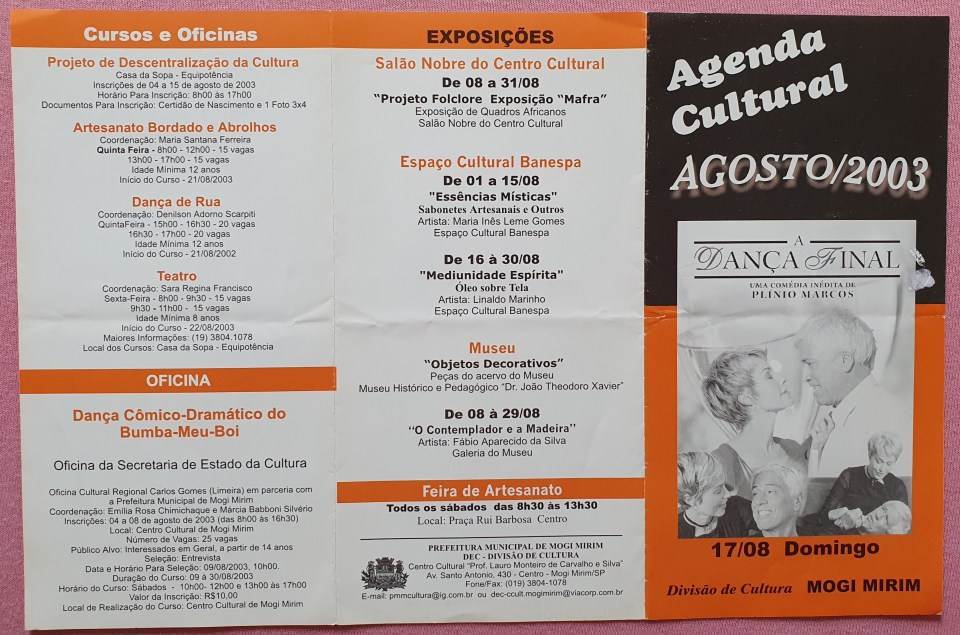 Cursos e Oficinas
Projeto de Descentralização da Cultura
Casa da Sopa - Equipotência
Inscrições de 04 a 15 de agosto de 2003
Horário Para Inscrição: 8h00 às 17h00
Documentos Para Inscrição: Certidão de Nascimento e 1 Foto 3x4
Artesanato Bordado e Abrolhos
Coordenação: Maria Santana Ferreira
Quinta Feira - 8h00 - 12h00 - 15 vagas
13h00 - 17h00 - 15 vagas
Idade Mínima 12 anos
Início do Curso - 21/08/2003
Dança de Rua
Coordenação: Denilson Adorno Scarpiti
QuintaFeira - 15h00 - 16h30 - 20 vagas
16h30 - 17h00 - 20 vagas
Idade Mínima 12 anos
Início do Curso - 21/08/2002
Teatro
Coordenação: Sara Regina Francisco
Sexta-Feira - 8h00 - 9h30 - 15 vagas
9h30 - 11h00 - 15 vagas
Idade Mínima 8 anos
Início do Curso - 22/08/2003
Maiores Informações: (19) 3804.1078
Local dos Cursos: Casa da Sopa - Equipotência
OFICINA
Dança Cômico-Dramático do
Bumba-Meu-Boi
Oficina da Secretaria de Estado da Cultura
Oficina Cultural Regional Carlos Gomes (Limeira) em parceria com
a Prefeitura Municipal de Mogi Mirim
Coordenação: Emília Rosa Chimichaque e Márcia Babboni Silvério
Inscrições: 04 a 08 de agosto de 2003 (das 8h00 às 16h30)
Local: Centro Cultural de Mogi Mirim
Número de Vagas: 25 vagas
Público Alvo: Interessados em Geral, a partir de 14 anos
Seleção: Entrevista
Data e Horário Para Seleção: 09/08/2003, 10h00.
Duração do Curso: 09 à 30/08/2003
Horário do Curso: Sábados - 10h00- 12h00 e 13h00 às 17h00
Valor da Inscrição: R$10,00
Local de Realização do Curso: Centro Cultural de Mogi Mirim
EXPOSIÇÕES
Salão Nobre do Centro Cultural
De 08 a 31/08
"Projeto Folclore Exposição "Mafra"
Exposição de Quadros Africanos
Salão Nobre do Centro Cultural
Espaço Cultural Banespa
De 01 a 15/08
"Essências Místicas"
Sabonetes Artesanais e Outros
Artista: Maria Inês Leme Gomes
Espaço Cultural Banespa
De 16 à 30/08
"Mediunidade Espírita"
Óleo sobre Tela
Artista: Linaldo Marinho
Espaço Cultural Banespa
Museu
"Objetos Decorativos"
Peças do acervo do Museu
Museu Histórico e Pedagógico "Dr. João Theodoro Xavier"
De 08 à 29/08
"O Contemplador e a Madeira"
Artista: Fábio Aparecido da Silva
Galeria do Museu
Feira de Artesanato
Todos os sábados das 8h30 às 13h30
Local: Praça Rui Barbosa Centro
PREFEITURA MUNICIPAL DE MOGI MIRIM
DEC - DIVISÃO DE CULTURA
Centro Cultural "Prof. Lauro Monteiro de Carvalho e Silva"
Av. Santo Antonio, 430 - Centro - Mogi Mirim/SP
Fone/Fax: (019) 3804-1078
E-mail: pmmcultura@ig.com.br ou dec-ccult.mogimirim@viacorp.com.br
Agenda
Cultural
AGOSTO/2003
A
DANÇA FINAL
UMA COMÉDIA INÉDITA DE
PLÍNIO MARCOS
17/08 Domingo
Divisão de Cultura MOGI MIRIM